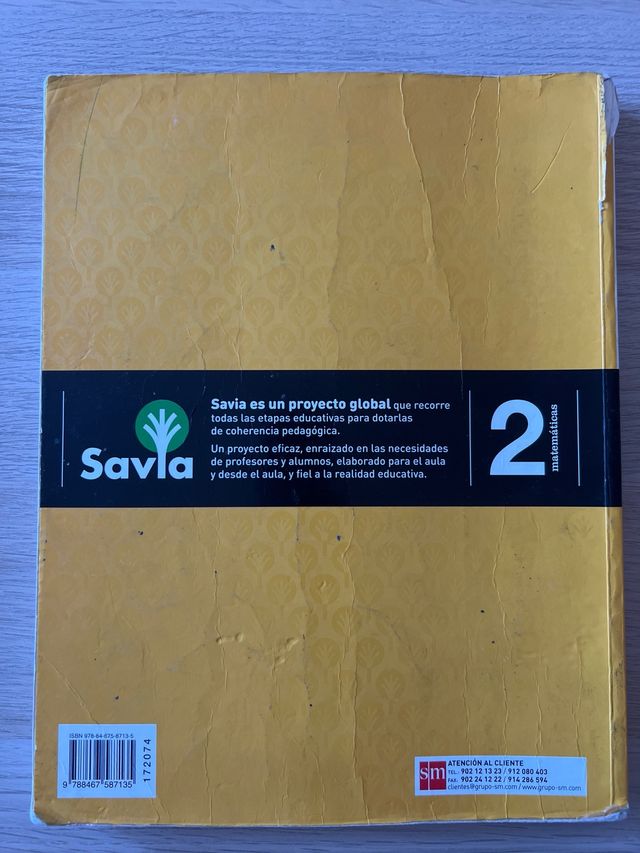 Savia
Savia es un proyecto global que recorre
todas las etapas educativas para dotarlas
de coherencia pedagógica.
Un proyecto eficaz, enraizado en las necesidades
de profesores y alumnos, elaborado para el aula
y desde el aula, y fiel a la realidad educativa.
2
matemáticas
ISBN 978-84-675-8713-5
9 788467 587135
172074
sm
ATENCIÓN AL CLIENTE
TEL.: 902 12 13 23 / 912 080 403
FAX: 902 24 12 22 / 914 286 594
clientes@grupo-sm.com / www.grupo-sm.com